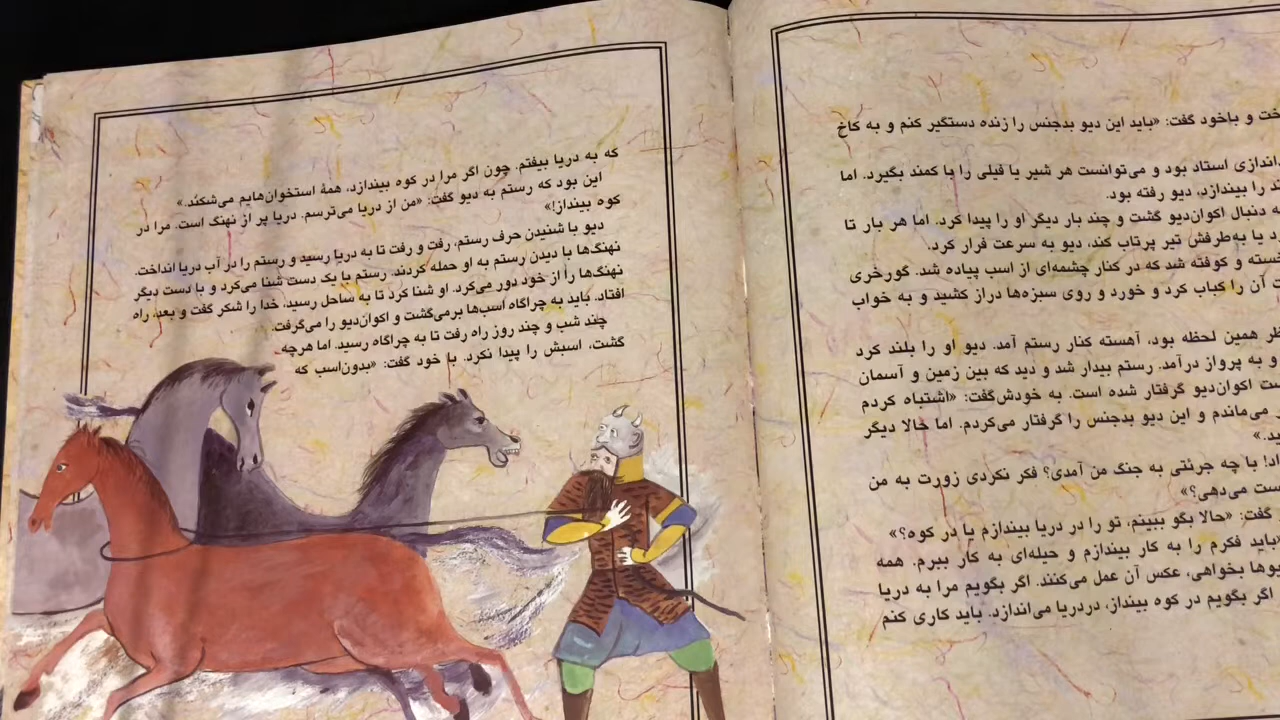 خت و باخود گفت: «باید این دیو بدجنس را زنده دستگیر کنم و به کاخ
داندازی استاد بود و می‌توانست هر شیر یا فیلی را با کمند بگیرد. اما
ند را بیندازد، دیو رفته بود.
ه دنبال اکوان‌دیو گشت و چند بار دیگر او را پیدا کرد. اما هر بار تا
د یا به‌طرفش تیر پرتاب کند، دیو به سرعت فرار کرد.
خسته و کوفته شد که در کنار چشمه‌ای از اسب پیاده شد. گورخری
ت آن را کباب کرد و خورد و روی سبزه‌ها دراز کشید و به خواب
ظر همین لحظه بود، آهسته کنار رستم آمد. دیو او را بلند کرد
و به پرواز درآمد. رستم بیدار شد و دید که بین زمین و آسمان
ست اکوان‌دیو گرفتار شده است. به خودش‌گفت: «اشتباه کردم
می‌ماندم و این دیو بدجنس را گرفتار می‌کردم. اما حالا دیگر
ید.»
اد! با چه جرئتی به جنگ من آمدی؟ فکر نکردی زورت به من
ست می‌دهی؟»
گفت: «حالا بگو ببینم، تو را در دریا بیندازم یا در کوه؟»
«باید فکرم را به کار بیندازم و حیله‌ای به کار ببرم. همه
یوها بخواهی، عکس آن عمل می‌کنند. اگر بگویم مرا به دریا
اگر بگویم در کوه بینداز، دردریا می‌اندازد. باید کاری کنم
که به دریا بیفتم. چون اگر مرا در کوه بیندازد، همهٔ استخوان‌هایم می‌شکند.»
این بود که رستم به دیو گفت: «من از دریا می‌ترسم. دریا پر از نهنگ است. مرا در
کوه بینداز!»
دیو با شنیدن حرف رستم، رفت و رفت تا به دریا رسید و رستم را در آب دریا انداخت.
نهنگ‌ها با دیدن رستم به او حمله کردند. رستم با یک دست شنا می‌کرد و با دست دیگر
نهنگ‌ها را از خود دور می‌کرد. او شنا کرد تا به ساحل رسید، خدا را شکر گفت و بعد، راه
افتاد. باید به چراگاه اسب‌ها برمی‌گشت و اکوان‌دیو را می‌گرفت.
چند شب و چند روز راه رفت تا به چراگاه رسید. اما هرچه
گشت، اسبش را پیدا نکرد. با خود گفت: «بدون‌اسب که